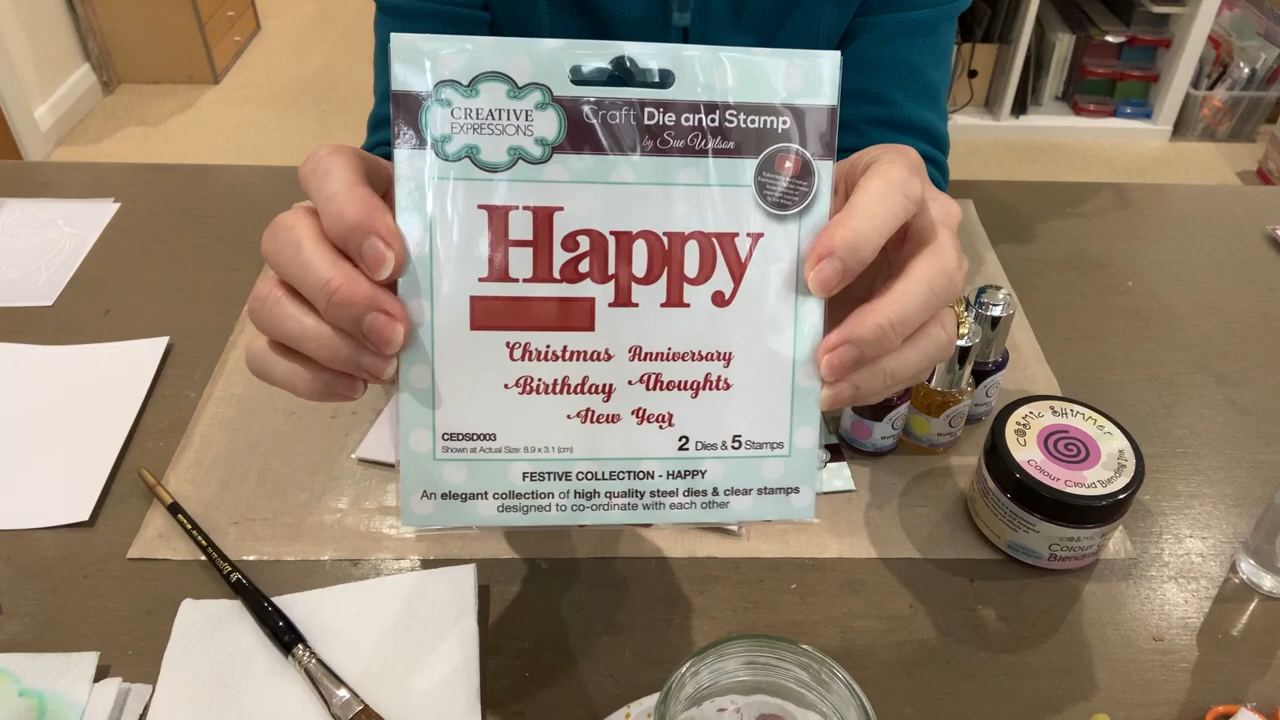 CREATIVE
EXPRESSIONS
Craft Die and Stamp
by Sue Wilson
Happy
Christmas Anniversary
Birthday Thoughts
New Year
CEDSD003
Shown at Actual Size: 8.9 x 3.1 (cm)
2 Dies & 5 Stamps
FESTIVE COLLECTION - HAPPY
An elegant collection of high quality steel dies & clear stamps
designed to co-ordinate with each other
COSMIC SHIMMER
Colour Cloud Blending Ink
COSMIC
Colour